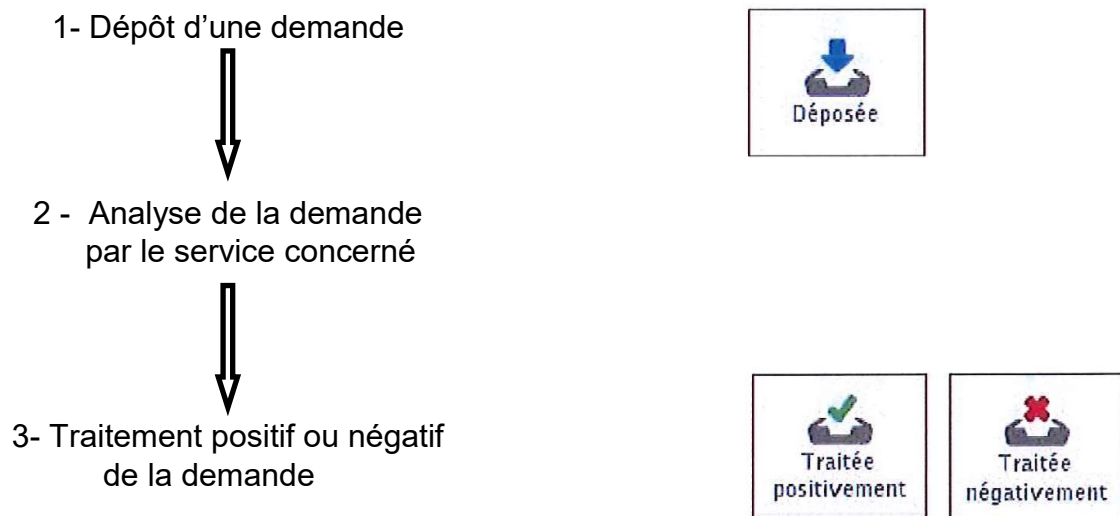 1- Dépôt d'une demande
Déposée
2 - Analyse de la demande
par le service concerné
3- Traitement positif ou négatif
de la demande
Traitée
positivement
Traitée
négativement